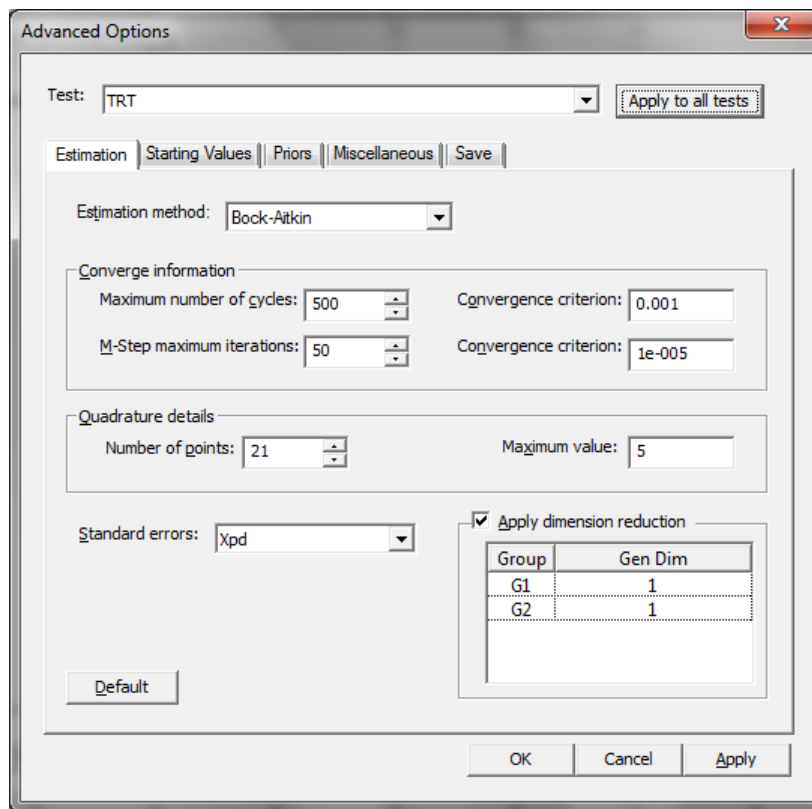 Advanced Options
Test: TRT Apply to all tests
Estimation Starting Values Priors Miscellaneous Save
Estimation method: Bock-Aitkin
Converge information
Maximum number of cycles: 500 Convergence criterion: 0.001
M-Step maximum iterations: 50 Convergence criterion: 1e-005
Quadrature details
Number of points: 21 Maximum value: 5
Standard errors: Xpd Apply dimension reduction
Group Gen Dim
G1 1
G2 1
Default
OK Cancel Apply